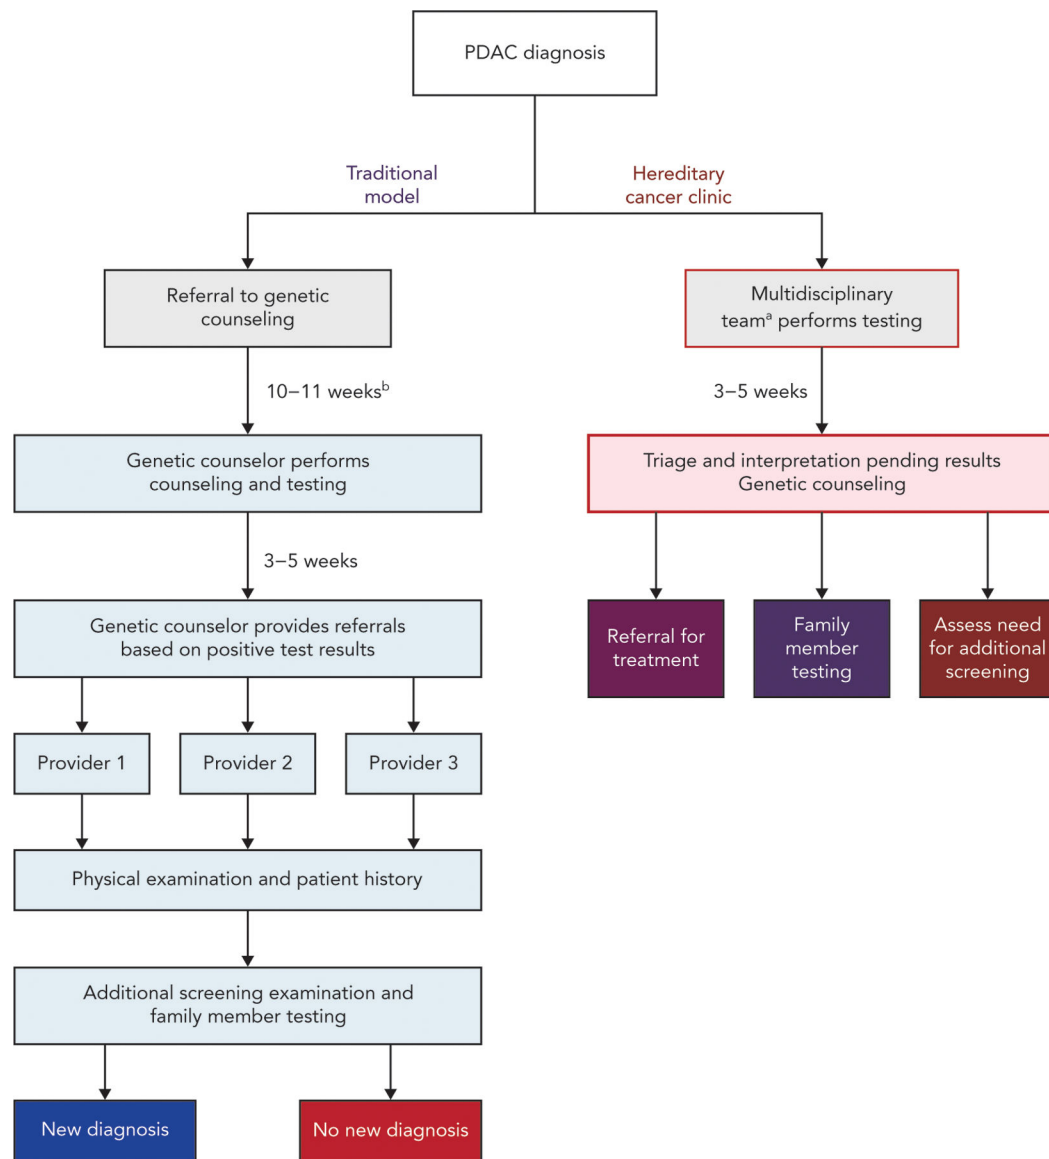 PDAC diagnosis
Traditional
model
Hereditary
cancer clinic
Referral to genetic
counseling
10–11 weeksᵇ
Genetic counselor performs
counseling and testing
3–5 weeks
Genetic counselor provides referrals
based on positive test results
Provider 1
Provider 2
Provider 3
Physical examination and patient history
Additional screening examination and
family member testing
New diagnosis
No new diagnosis
Multidisciplinary
teamᵃ performs testing
3–5 weeks
Triage and interpretation pending results
Genetic counseling
Referral for
treatment
Family
member
testing
Assess need
for additional
screening